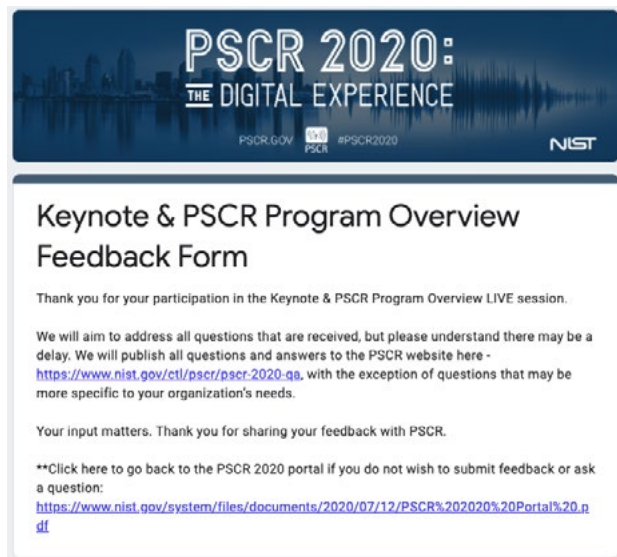 PSCR 2020:
THE DIGITAL EXPERIENCE
PSCR.GOV PSCR #PSCR2020 NIST
Keynote & PSCR Program Overview
Feedback Form
Thank you for your participation in the Keynote & PSCR Program Overview LIVE session.
We will aim to address all questions that are received, but please understand there may be a
delay. We will publish all questions and answers to the PSCR website here -
https://www.nist.gov/ctl/pscr/pscr-2020-qa, with the exception of questions that may be
more specific to your organization's needs.
Your input matters. Thank you for sharing your feedback with PSCR.
**Click here to go back to the PSCR 2020 portal if you do not wish to submit feedback or ask
a question:
https://www.nist.gov/system/files/documents/2020/07/12/PSCR%202020%20Portal%20.p
df